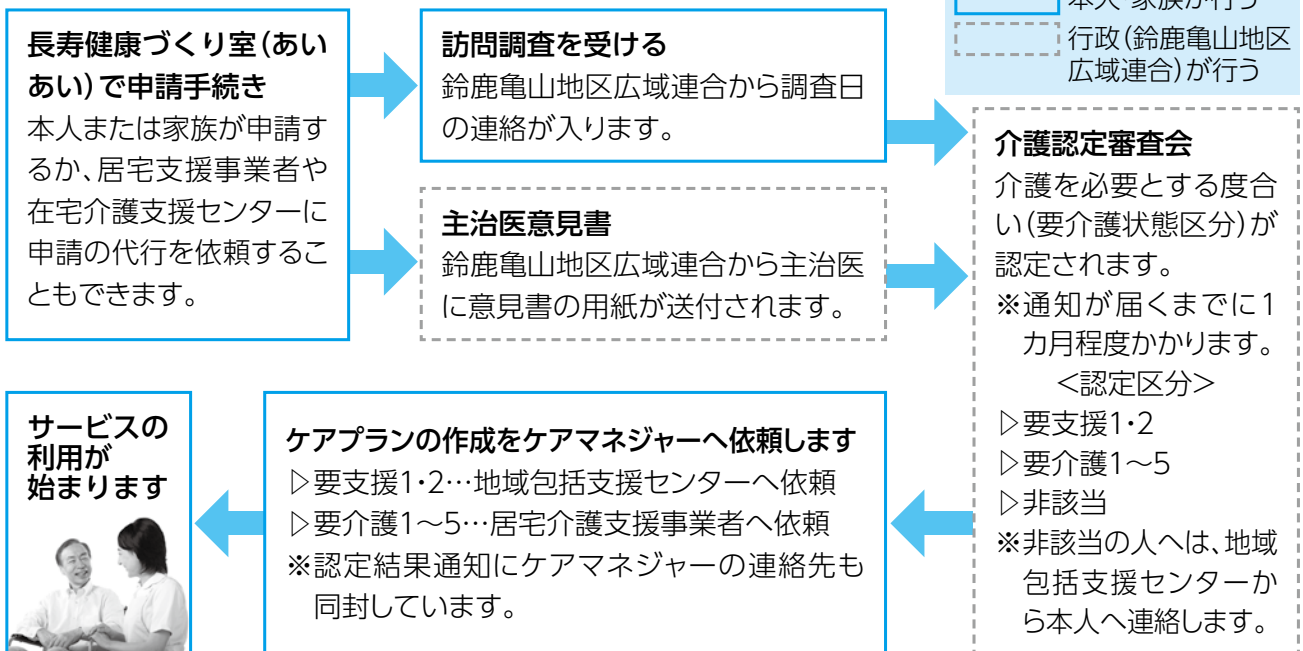 本人・家族が行う
行政(鈴鹿亀山地区
広域連合)が行う
長寿健康づくり室(あい
あい)で申請手続き
本人または家族が申請す
るか、居宅支援事業者や
在宅介護支援センターに
申請の代行を依頼するこ
ともできます。
訪問調査を受ける
鈴鹿亀山地区広域連合から調査日
の連絡が入ります。
主治医意見書
鈴鹿亀山地区広域連合から主治医
に意見書の用紙が送付されます。
介護認定審査会
介護を必要とする度合
い(要介護状態区分)が
認定されます。
※通知が届くまでに1
カ月程度かかります。
<認定区分>
▷要支援1・2
▷要介護1〜5
▷非該当
※非該当の人へは、地域
包括支援センターか
ら本人へ連絡します。
ケアプランの作成をケアマネジャーへ依頼します
▷要支援1・2…地域包括支援センターへ依頼
▷要介護1〜5…居宅介護支援事業者へ依頼
※認定結果通知にケアマネジャーの連絡先も
同封しています。
サービスの
利用が
始まります